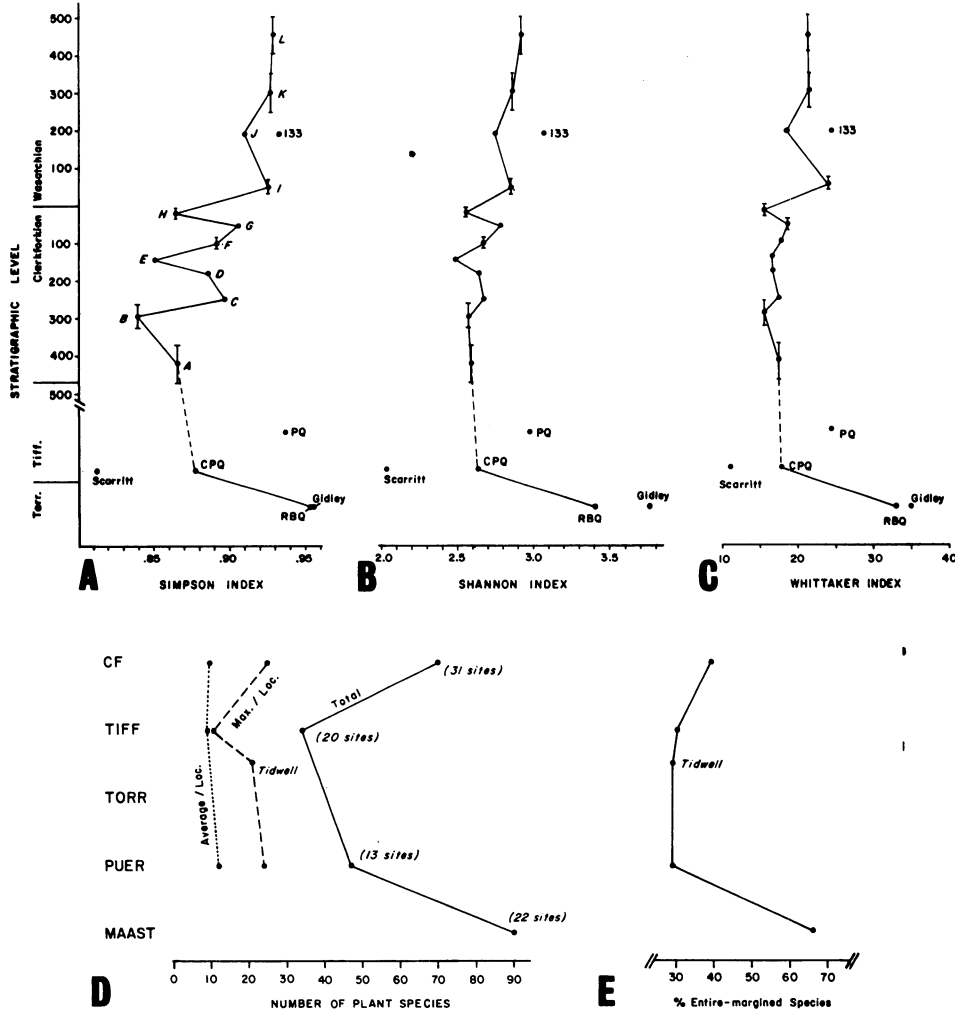 500
400
300
200
100
100
200
300
400
500
STRATIGRAPHIC LEVEL
Wasatchian
Clarkforkian
Tiff.
Torr.
L
K
J
133
I
H
G
F
E
D
C
B
A
PQ
CPQ
Scarritt
Gidley
RBQ
.85
.90
.95
A
SIMPSON INDEX
133
PQ
CPQ
Scarritt
Gidley
RBQ
2.0
2.5
3.0
3.5
B
SHANNON INDEX
133
PQ
CPQ
Scarritt
Gidley
RBQ
10
20
30
40
C
WHITTAKER INDEX
CF
TIFF
TORR
PUER
MAAST
Average / Loc.
Max. / Loc.
Total
(31 sites)
(20 sites)
Tidwell
(13 sites)
(22 sites)
0 10 20 30 40 50 60 70 80 90
D
NUMBER OF PLANT SPECIES
Tidwell
30 40 50 60 70
E
% Entire-margined Species